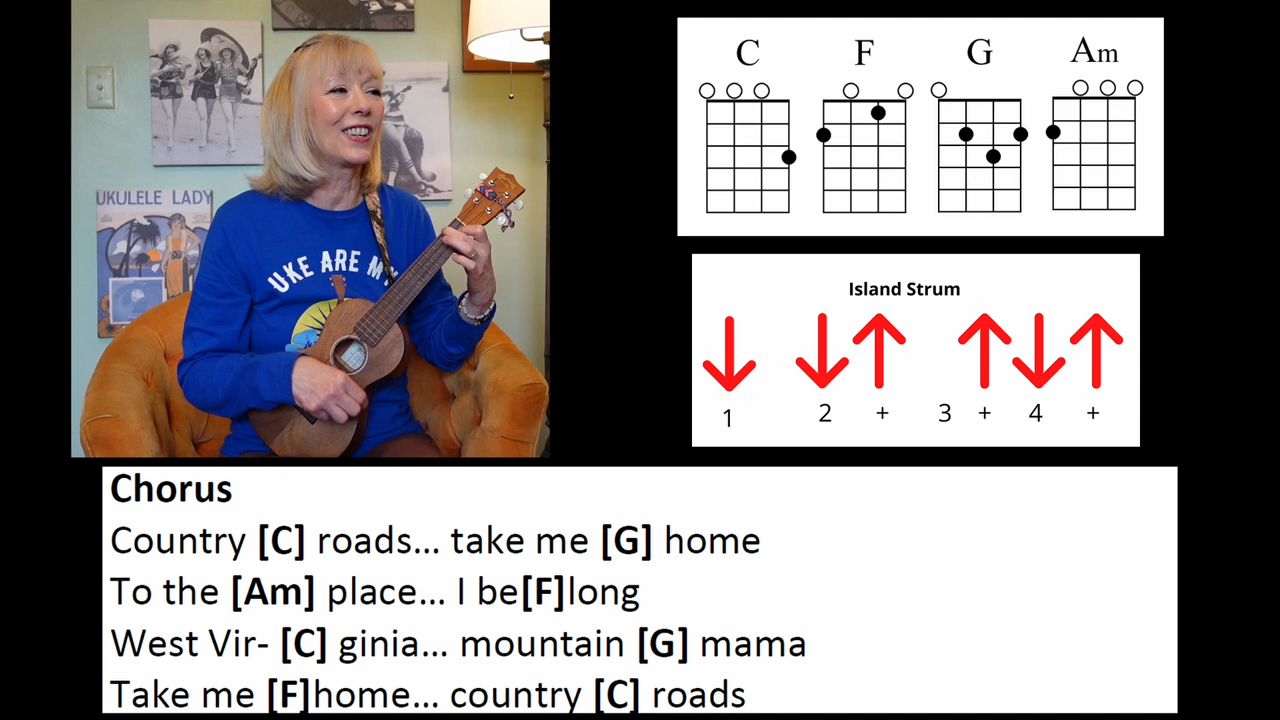 UKULELE LADY
UKE ARE MY
C F G Am
Island Strum
1 2 + 3 + 4 +
Chorus
Country [C] roads... take me [G] home
To the [Am] place... I be[F]long
West Vir- [C] ginia... mountain [G] mama
Take me [F]home... country [C] roads